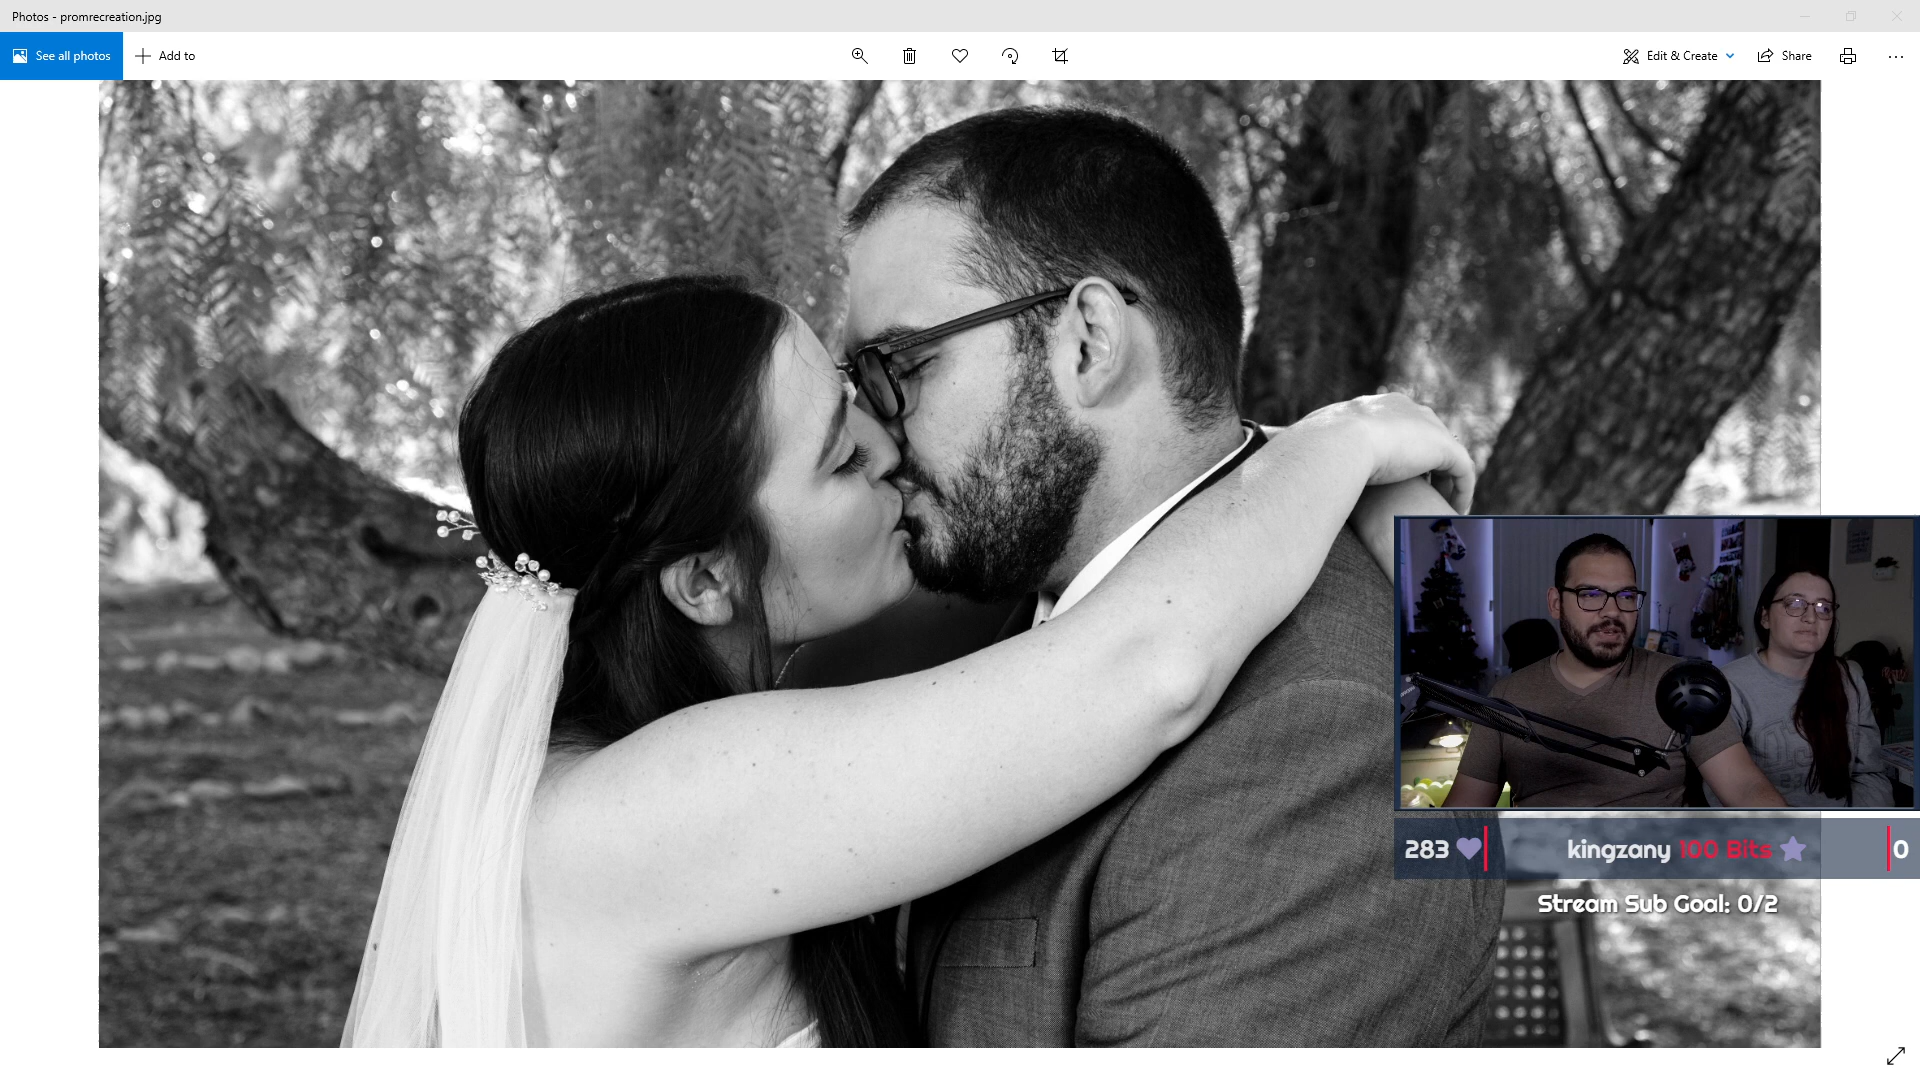 Photos - promrecreation.jpg
See all photos
Add to
Edit & Create
Share
283
kingzany 100 Bits
0
Stream Sub Goal: 0/2